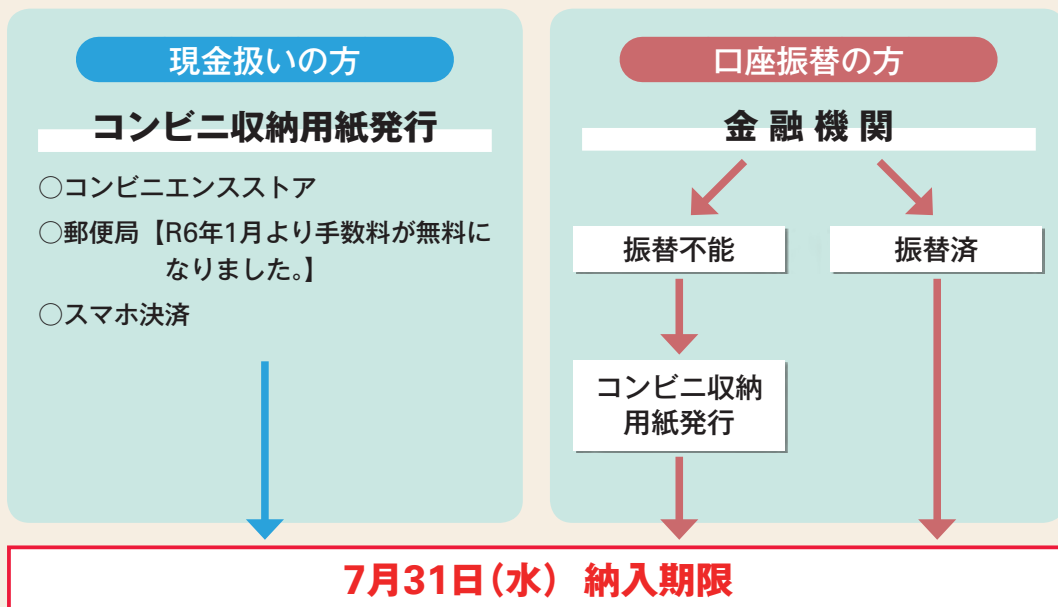 現金扱いの方
コンビニ収納用紙発行
○コンビニエンスストア
○郵便局【R6年1月より手数料が無料に
なりました。】
○スマホ決済
口座振替の方
金融機関
振替不能
振替済
コンビニ収納
用紙発行
7月31日(水) 納入期限